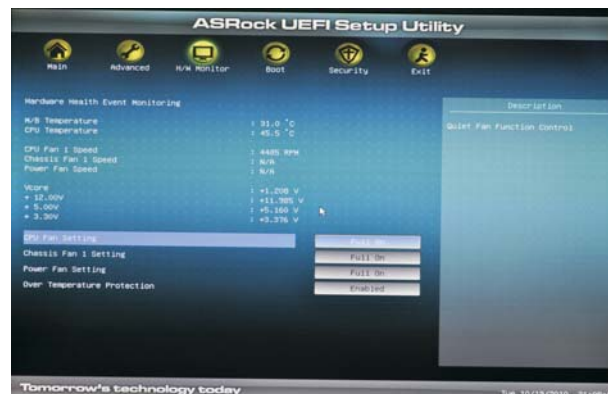 ASRock UEFI Setup Utility
Main Advanced H/W Monitor Boot Security Exit
Hardware Health Event Monitoring
Description
M/B Temperature : 31.0 °C
CPU Temperature : 45.5 °C
Quiet Fan Function Control
CPU Fan 1 Speed : 4485 RPM
Chassis Fan 1 Speed : N/A
Power Fan Speed : N/A
Vcore : +1.208 V
+ 12.00V : +11.985 V
+ 5.00V : +5.160 V
+ 3.30V : +3.376 V
CPU Fan Setting Full On
Chassis Fan 1 Setting Full On
Power Fan Setting Full On
Over Temperature Protection Enabled
Tomorrow's technology today
Tue